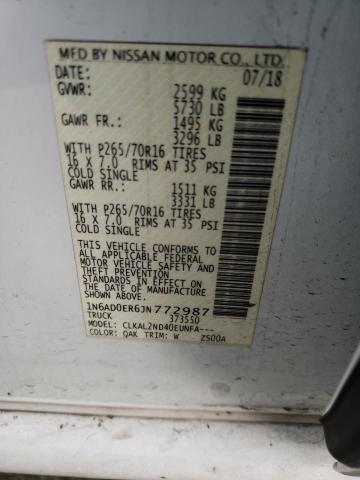 MFD BY NISSAN MOTOR CO., LTD.
DATE: 07/18
GVWR: 2599 KG
5730 LB
GAWR FR.: 1495 KG
3296 LB
WITH P265/70R16 TIRES
16 X 7.0 RIMS AT 35 PSI
COLD SINGLE
GAWR RR.: 1511 KG
3331 LB
WITH P265/70R16 TIRES
16 X 7.0 RIMS AT 35 PSI
COLD SINGLE
THIS VEHICLE CONFORMS TO
ALL APPLICABLE FEDERAL
MOTOR VEHICLE SAFETY AND
THEFT PREVENTION
STANDARDS IN EFFECT ON
THE DATE OF MANUFACTURE
SHOWN ABOVE.
1N6AD0ER6JN772987
TRUCK 373550
MODEL: CLKAL2ND40EUNFA---
COLOR: QAK TRIM: W Z500A